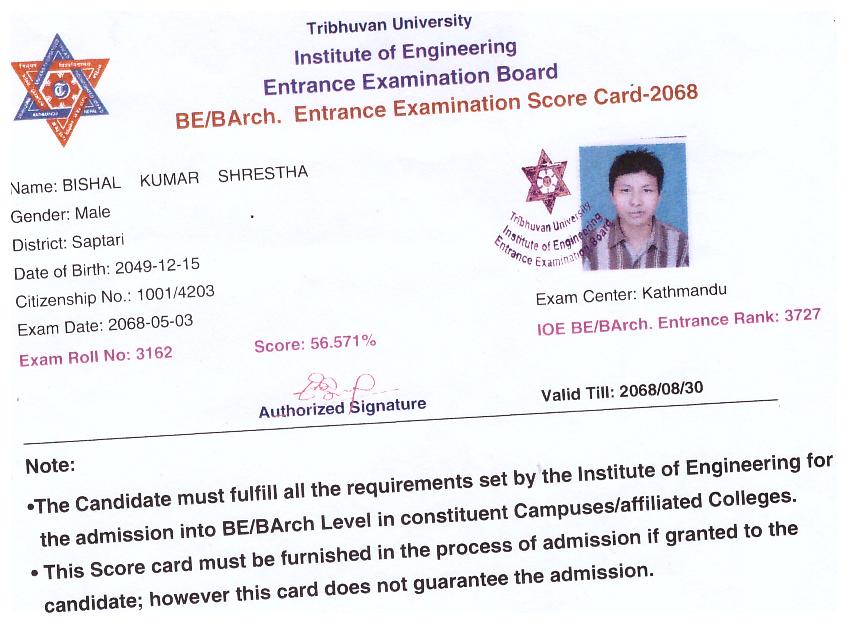 Tribhuvan University
Institute of Engineering
Entrance Examination Board
BE/BArch. Entrance Examination Score Card-2068
Name: BISHAL KUMAR SHRESTHA
Gender: Male
District: Saptari
Date of Birth: 2049-12-15
Citizenship No.: 1001/4203
Exam Date: 2068-05-03
Exam Roll No: 3162
Score: 56.571%
Tribhuvan University
Institute of Engineering
Entrance Examination Board
Exam Center: Kathmandu
IOE BE/BArch. Entrance Rank: 3727
Authorized Signature
Valid Till: 2068/08/30
Note:
•The Candidate must fulfill all the requirements set by the Institute of Engineering for
the admission into BE/BArch Level in constituent Campuses/affiliated Colleges.
• This Score card must be furnished in the process of admission if granted to the
candidate; however this card does not guarantee the admission.